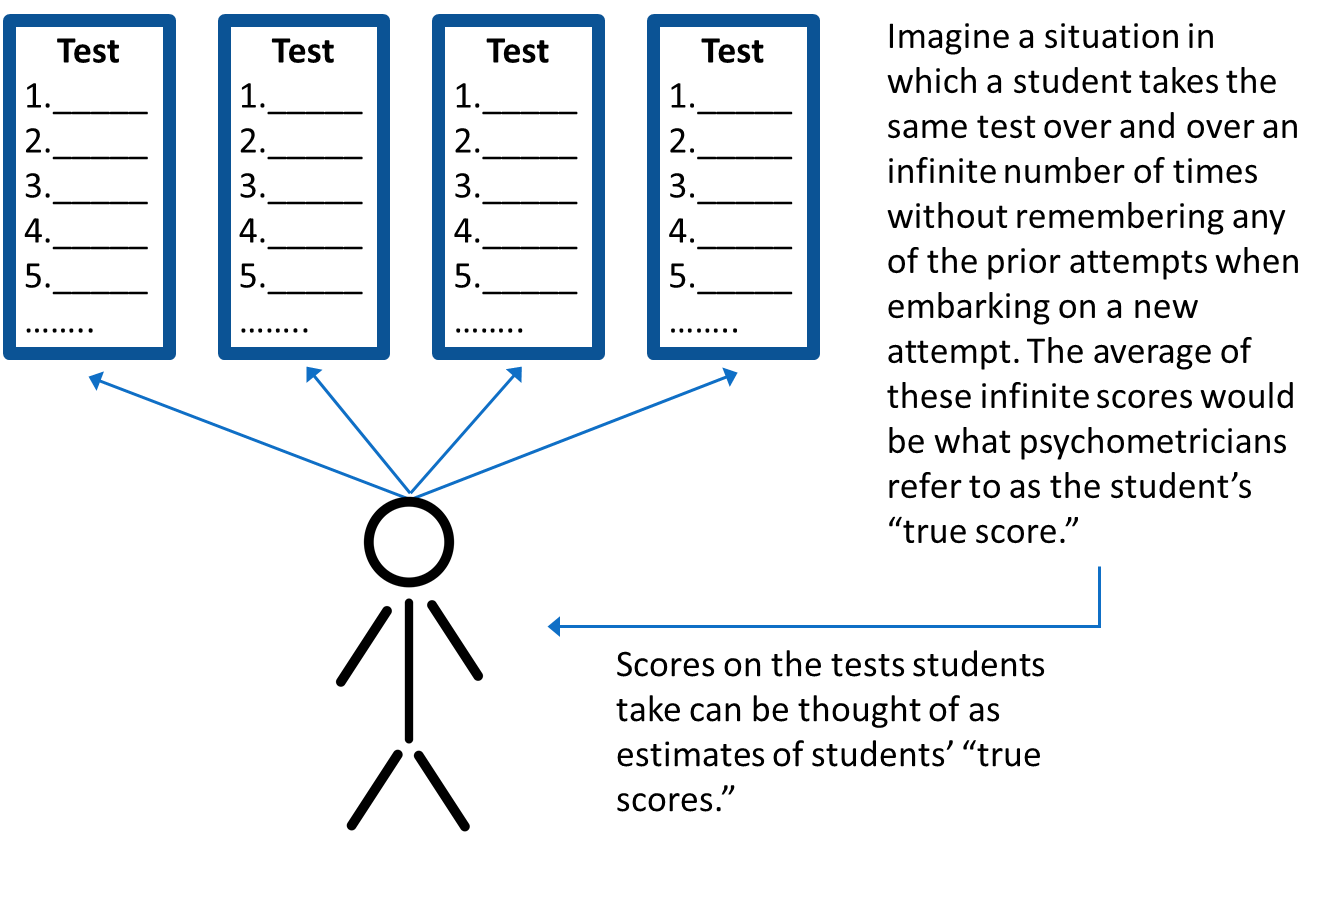 Test
1.______
2.______
3.______
4.______
5.______
........
Test
1.______
2.______
3.______
4.______
5.______
........
Test
1.______
2.______
3.______
4.______
5.______
........
Test
1.______
2.______
3.______
4.______
5.______
........
Imagine a situation in
which a student takes the
same test over and over an
infinite number of times
without remembering any
of the prior attempts when
embarking on a new
attempt. The average of
these infinite scores would
be what psychometricians
refer to as the student’s
“true score.”
Scores on the tests students
take can be thought of as
estimates of students’ “true
scores.”